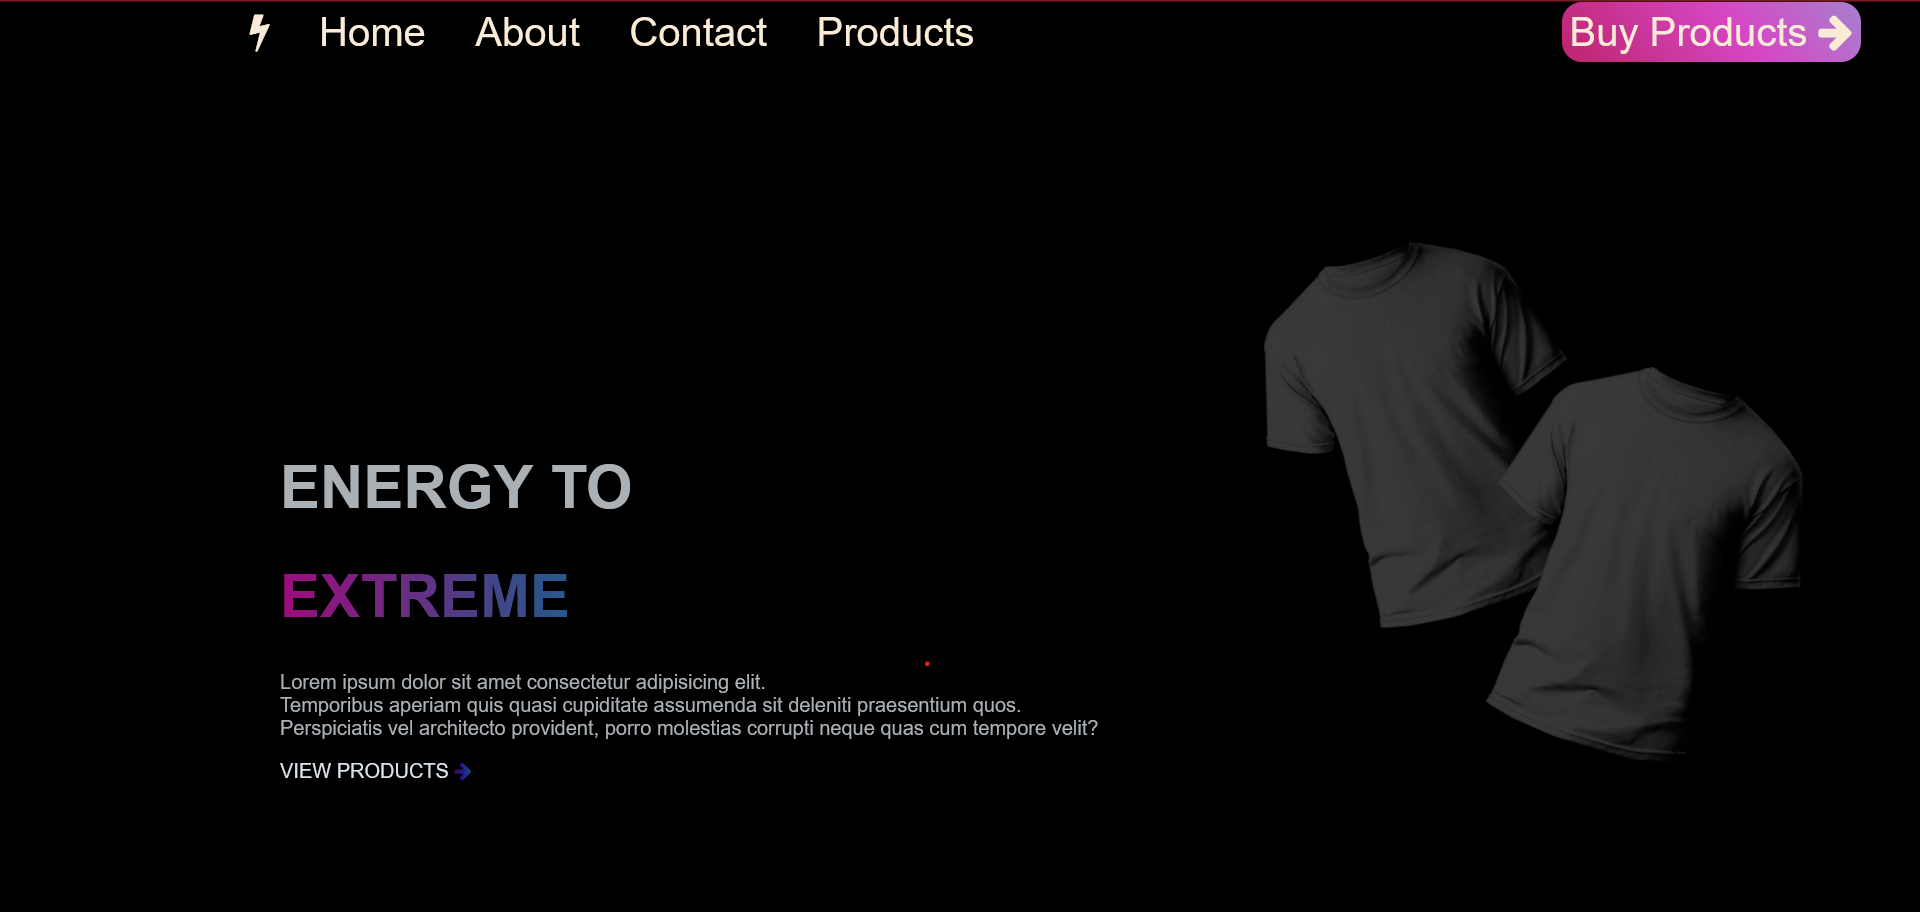 Home About Contact Products Buy Products
ENERGY TO
EXTREME
Lorem ipsum dolor sit amet consectetur adipisicing elit.
Temporibus aperiam quis quasi cupiditate assumenda sit deleniti praesentium quos.
Perspiciatis vel architecto provident, porro molestias corrupti neque quas cum tempore velit?
VIEW PRODUCTS